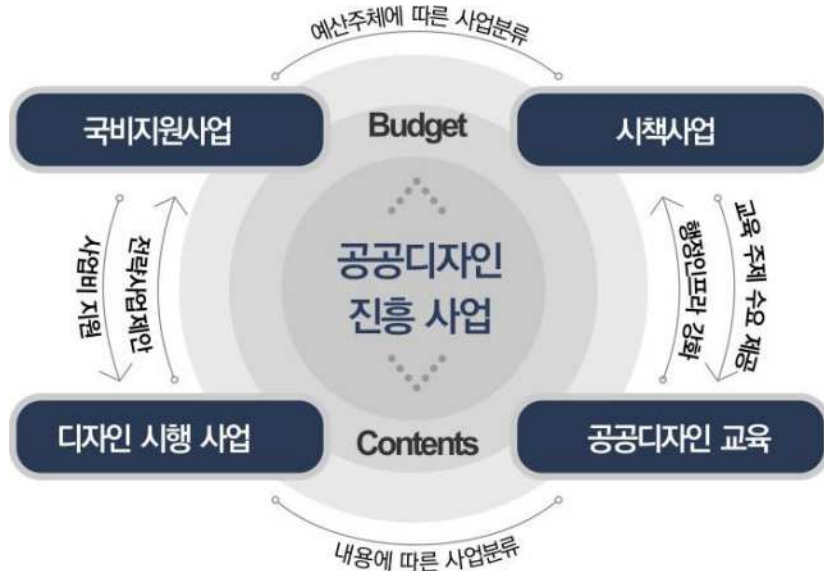 예산주체에 따른 사업분류
국비지원사업
Budget
시책사업
사업비 지원
전략사업 제안
공공디자인
진흥 사업
행정인프라 강화
교육 주제 수요 제공
디자인 시행 사업
Contents
공공디자인 교육
내용에 따른 사업분류